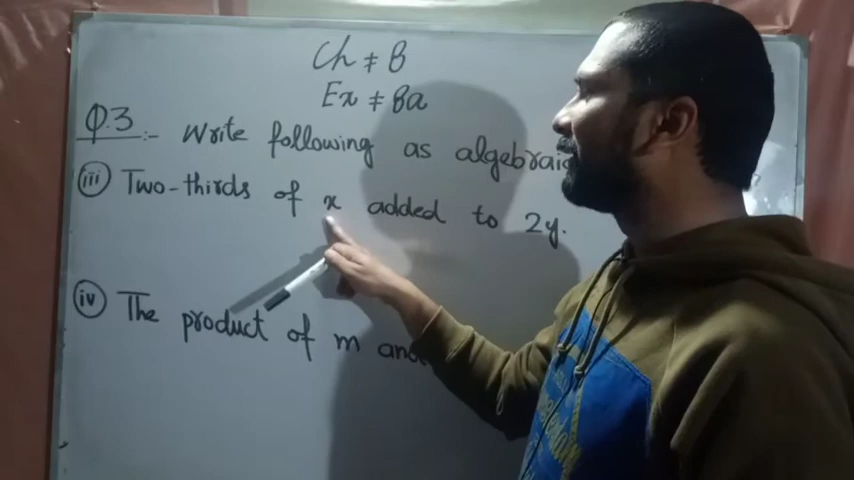 Ch ≠ B
Ex ≠ Ba
Q.3 :- Write following as algebraic
(iii) Two-thirds of x added to 2y.
(iv) The product of m and